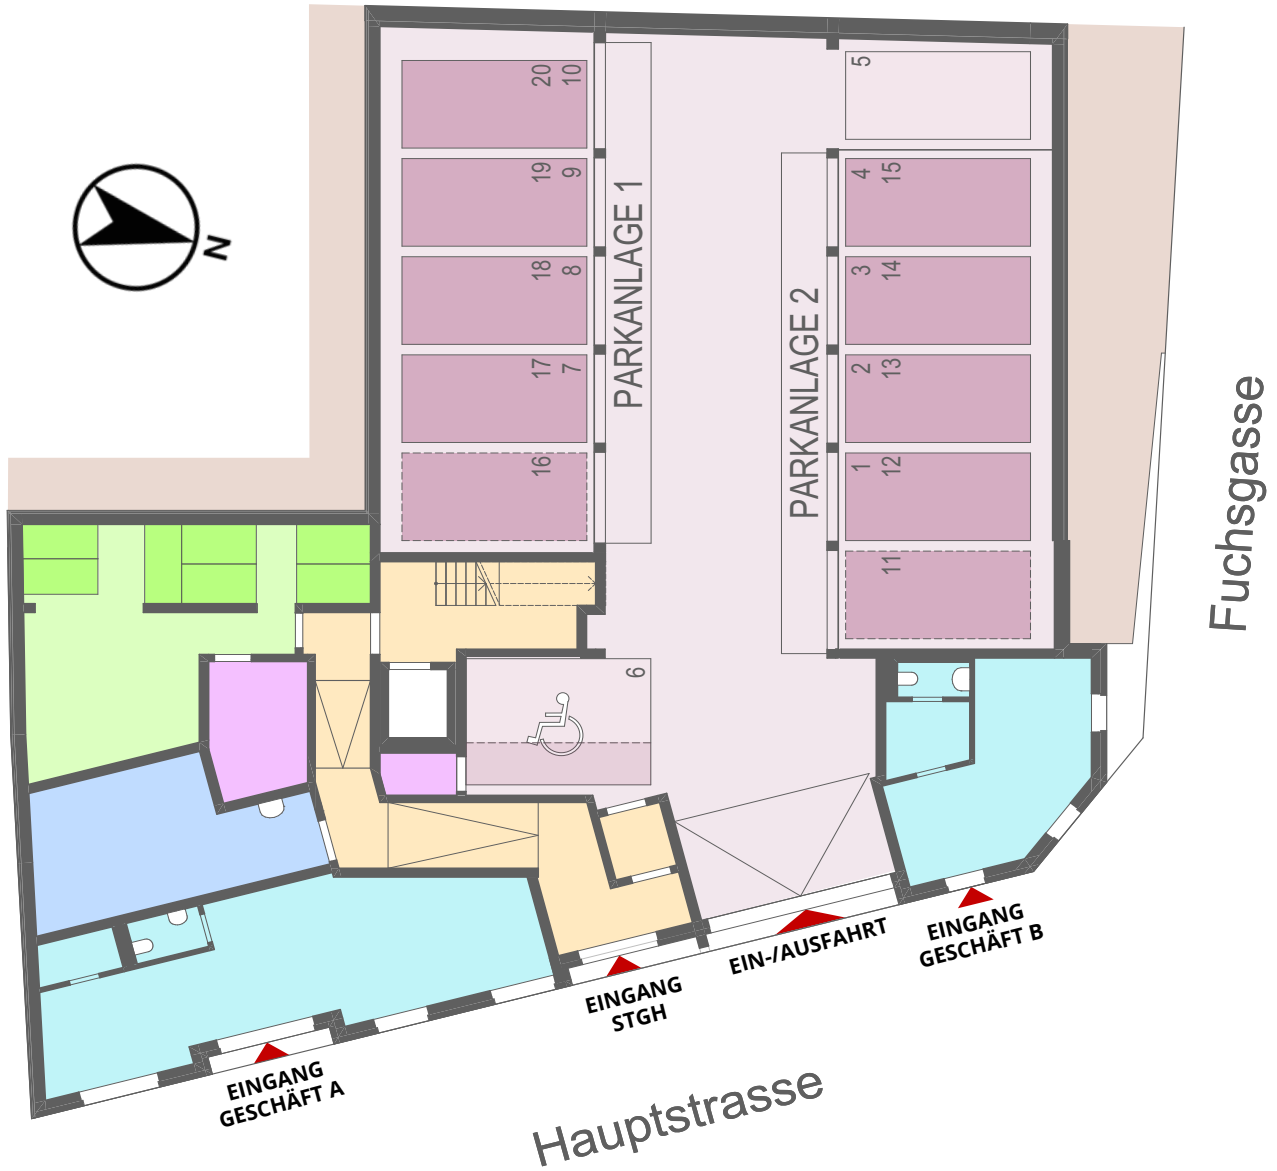 20 10
5
19 9
4 15
PARKANLAGE 1
N
18 8
3 14
PARKANLAGE 2
17 7
2 13
Fuchsgasse
16
1 12
11
6
EINGANG
GESCHÄFT B
EIN-/AUSFAHRT
EINGANG
STGH
EINGANG
GESCHÄFT A
Hauptstrasse